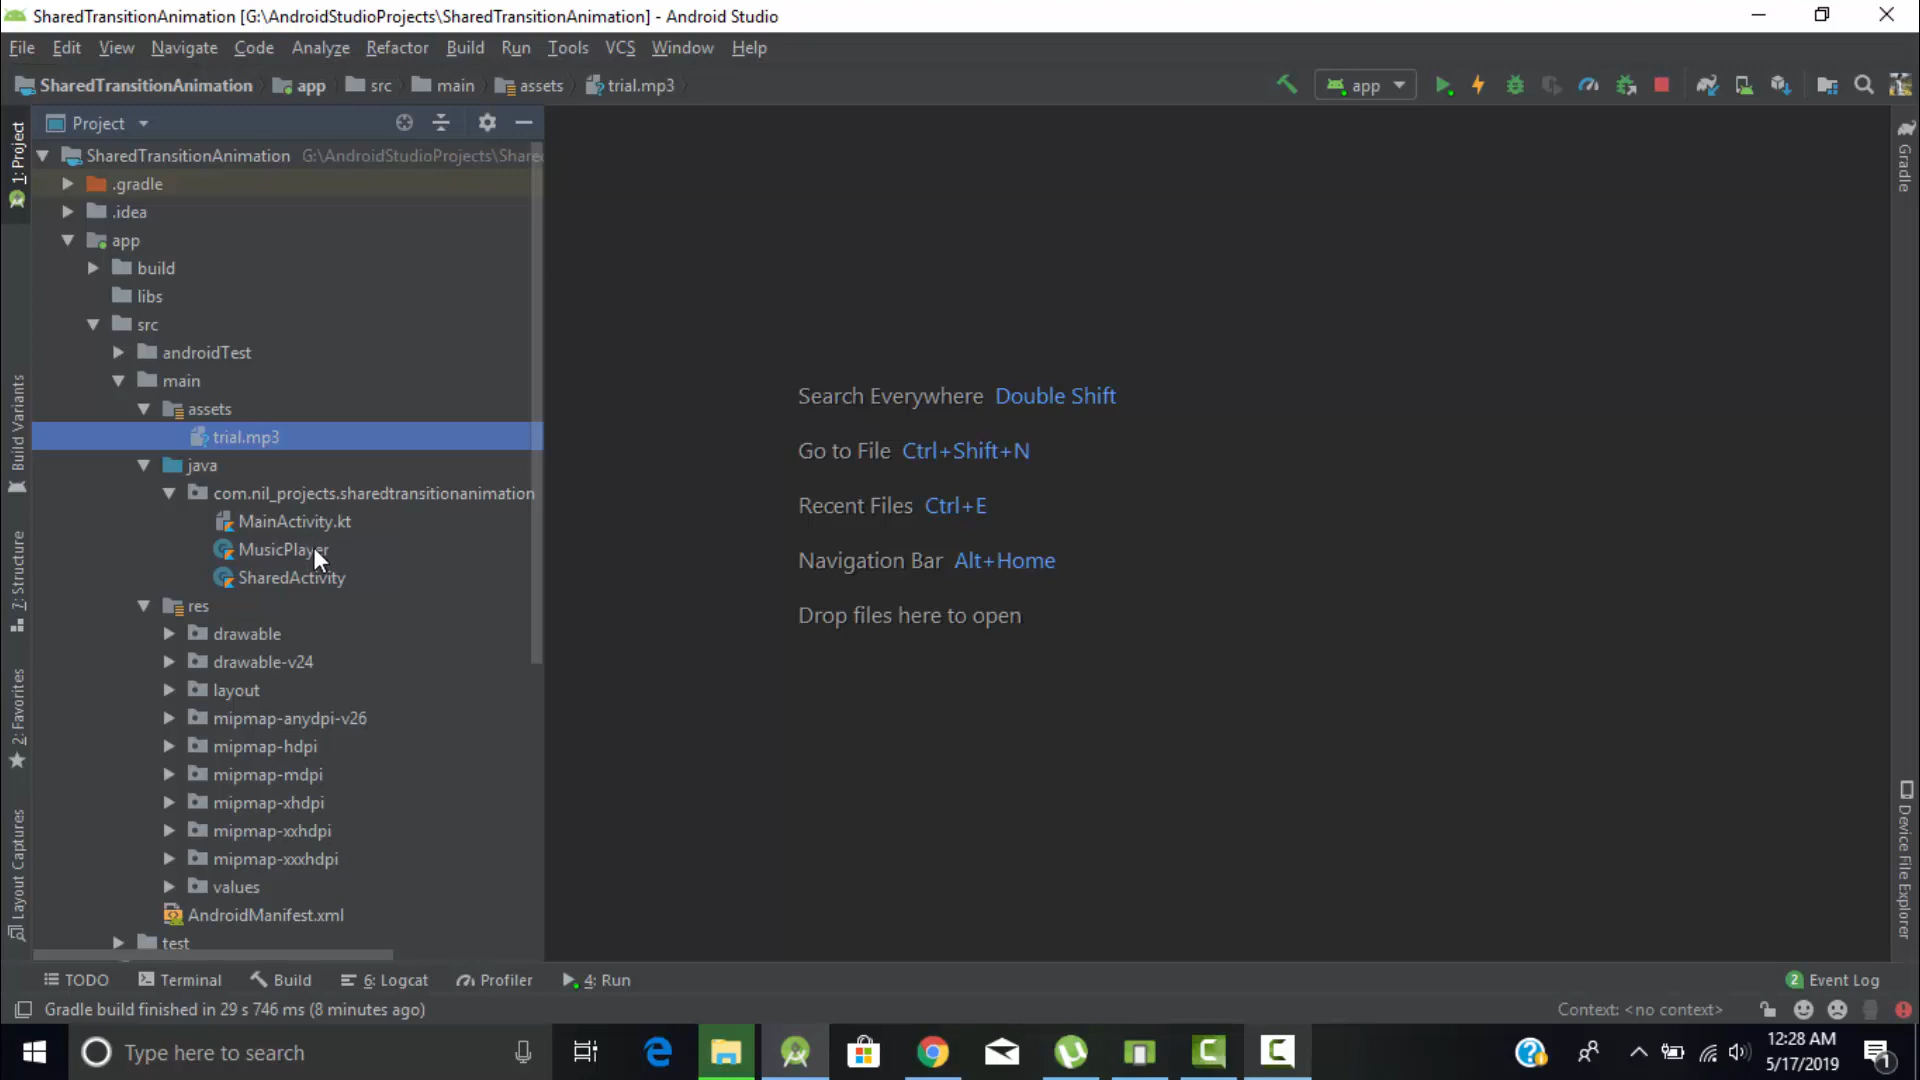 SharedTransitionAnimation [G:\AndroidStudioProjects\SharedTransitionAnimation] - Android Studio
File Edit View Navigate Code Analyze Refactor Build Run Tools VCS Window Help
SharedTransitionAnimation app src main assets trial.mp3 app
1: Project
Build Variants
7: Structure
2: Favorites
Layout Captures
Project
SharedTransitionAnimation G:\AndroidStudioProjects\Share
.gradle
.idea
app
build
libs
src
androidTest
main
assets
trial.mp3
java
com.nil_projects.sharedtransitionanimation
MainActivity.kt
MusicPlayer
SharedActivity
res
drawable
drawable-v24
layout
mipmap-anydpi-v26
mipmap-hdpi
mipmap-mdpi
mipmap-xhdpi
mipmap-xxhdpi
mipmap-xxxhdpi
values
AndroidManifest.xml
test
Search Everywhere Double Shift
Go to File Ctrl+Shift+N
Recent Files Ctrl+E
Navigation Bar Alt+Home
Drop files here to open
Gradle
Device File Explorer
TODO Terminal Build 6: Logcat Profiler 4: Run 2 Event Log
Gradle build finished in 29 s 746 ms (8 minutes ago) Context: <no context>
Type here to search
12:28 AM
5/17/2019
1